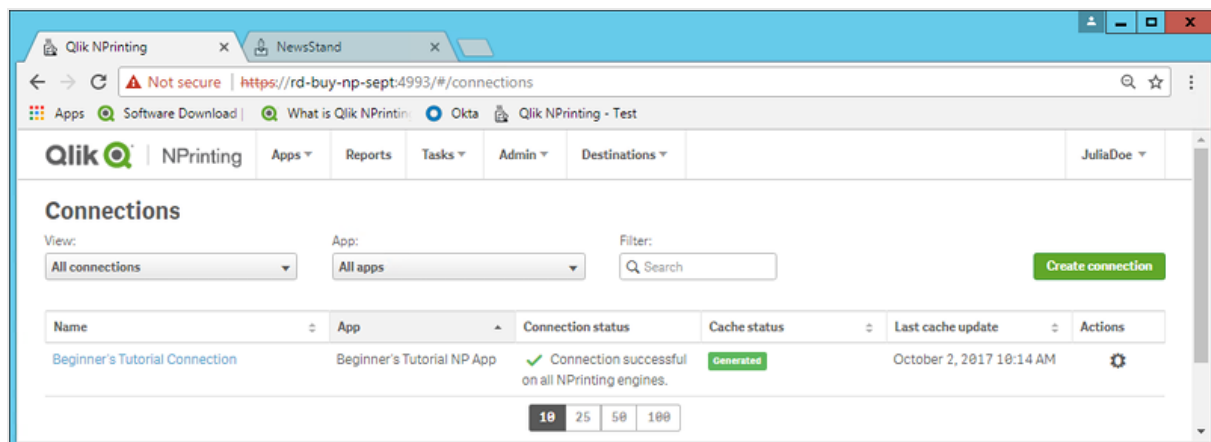 Qlik NPrinting
NewsStand
Not secure | https://rd-buy-np-sept:4993/#/connections
Apps Software Download | What is Qlik NPrintin Okta Qlik NPrinting - Test
Qlik NPrinting Apps Reports Tasks Admin Destinations JuliaDoe
Connections
View: App: Filter:
All connections All apps Search Create connection
Name App Connection status Cache status Last cache update Actions
Beginner's Tutorial Connection Beginner's Tutorial NP App Connection successful Generated October 2, 2017 10:14 AM
on all NPrinting engines.
10 25 50 100